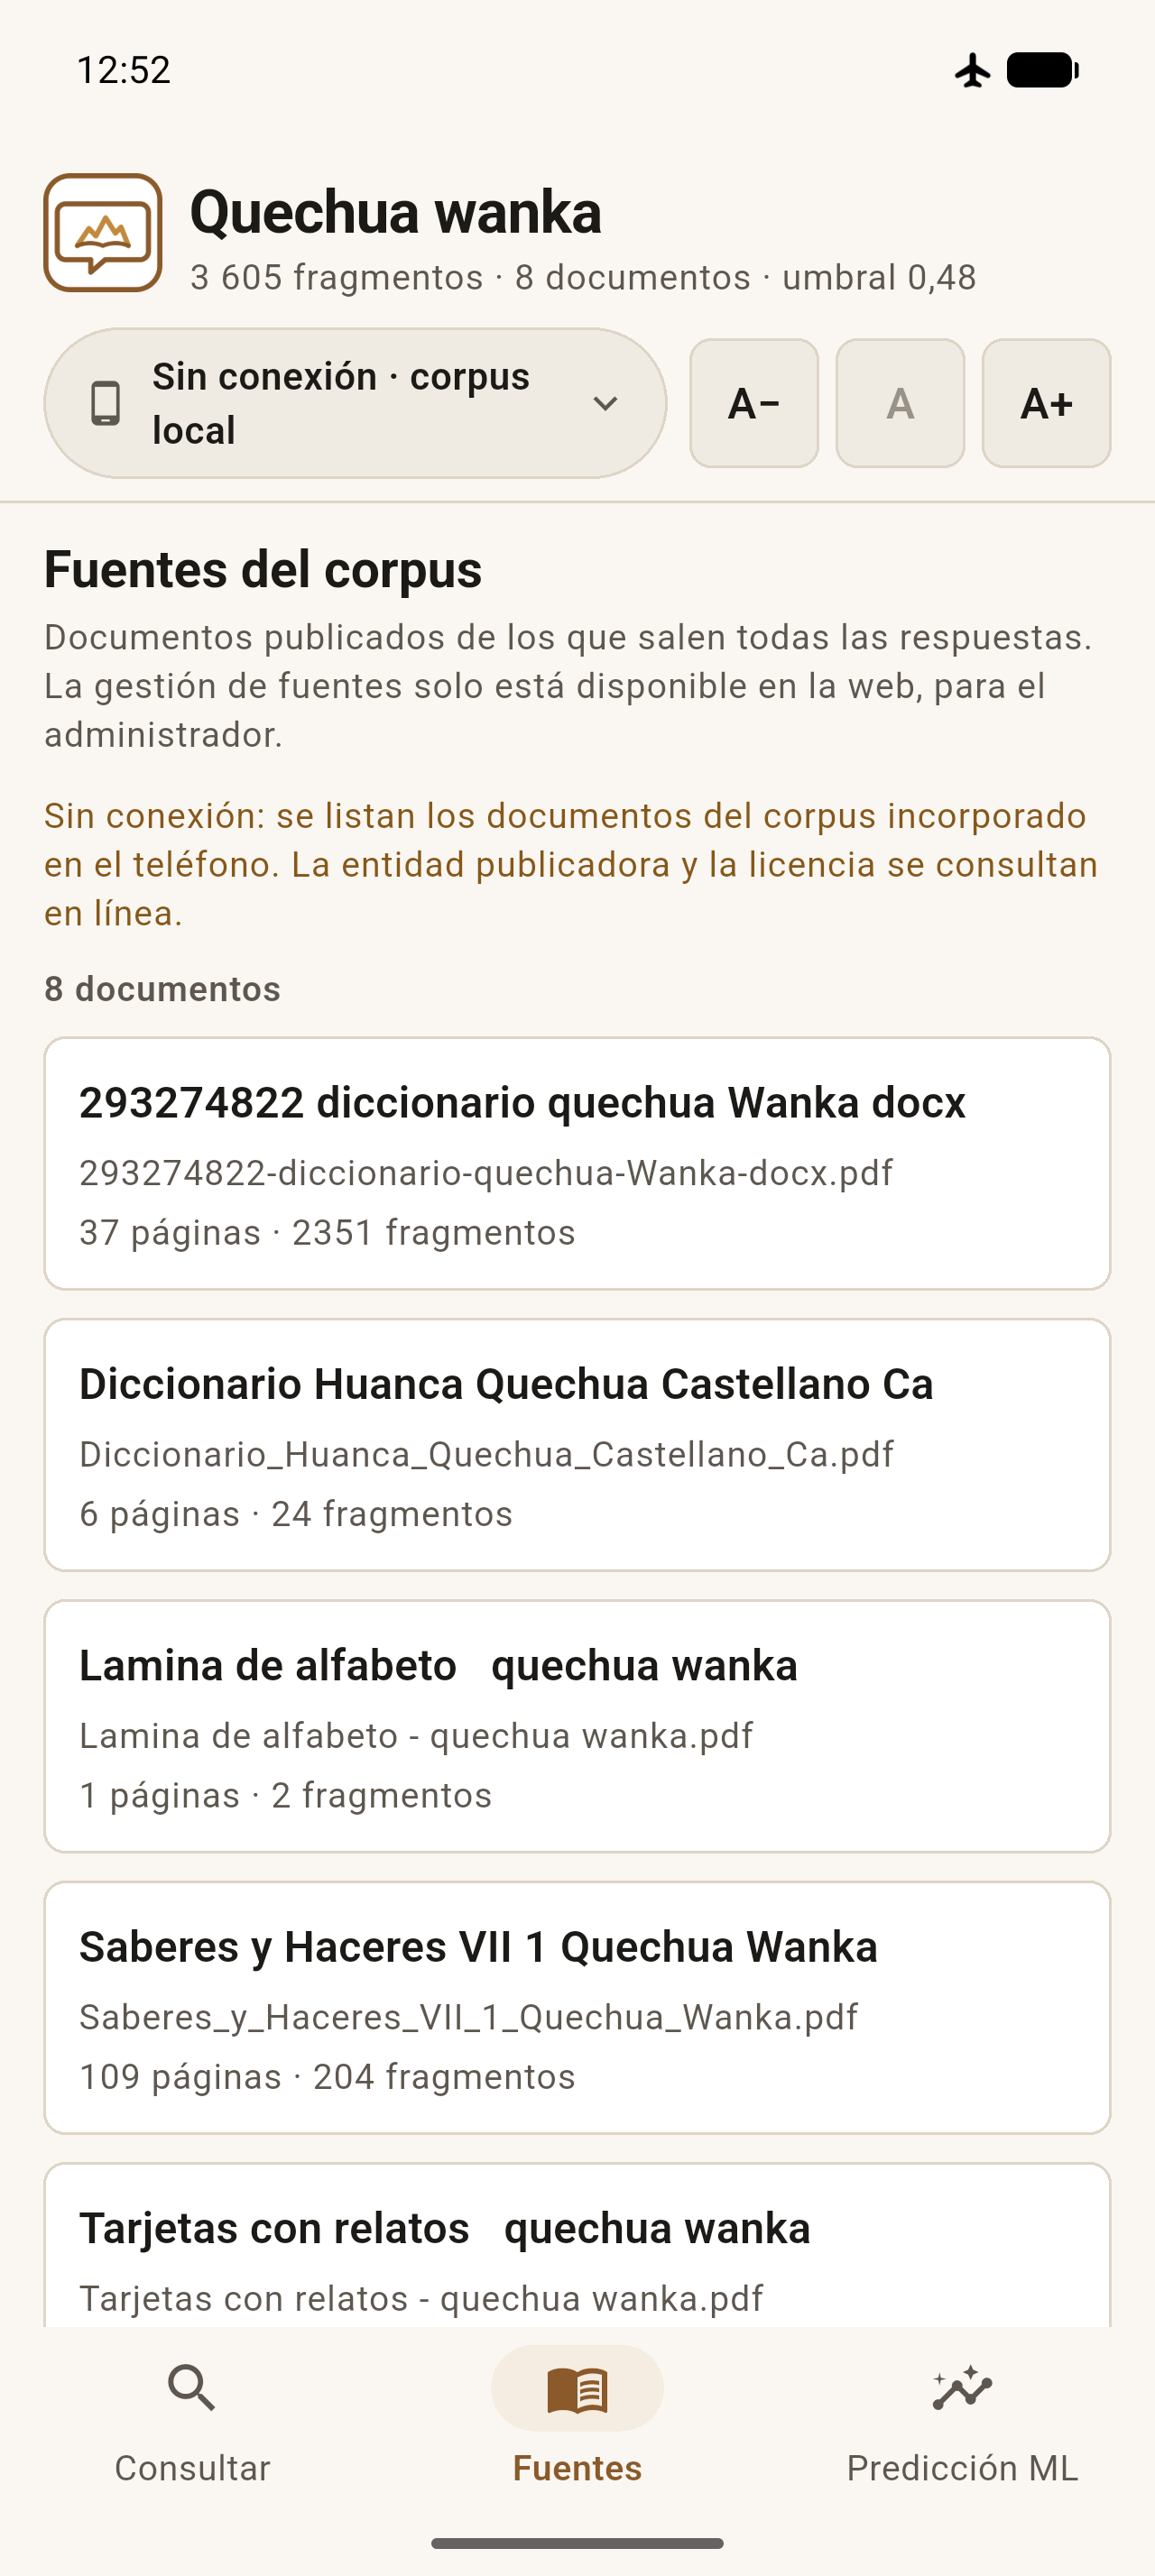 12:52
Quechua wanka
3 605 fragmentos · 8 documentos · umbral 0,48
Sin conexión · corpus
local
A−
A
A+
Fuentes del corpus
Documentos publicados de los que salen todas las respuestas.
La gestión de fuentes solo está disponible en la web, para el
administrador.
Sin conexión: se listan los documentos del corpus incorporado
en el teléfono. La entidad publicadora y la licencia se consultan
en línea.
8 documentos
293274822 diccionario quechua Wanka docx
293274822-diccionario-quechua-Wanka-docx.pdf
37 páginas · 2351 fragmentos
Diccionario Huanca Quechua Castellano Ca
Diccionario_Huanca_Quechua_Castellano_Ca.pdf
6 páginas · 24 fragmentos
Lamina de alfabeto   quechua wanka
Lamina de alfabeto - quechua wanka.pdf
1 páginas · 2 fragmentos
Saberes y Haceres VII 1 Quechua Wanka
Saberes_y_Haceres_VII_1_Quechua_Wanka.pdf
109 páginas · 204 fragmentos
Tarjetas con relatos   quechua wanka
Tarjetas con relatos - quechua wanka.pdf
Consultar
Fuentes
Predicción ML